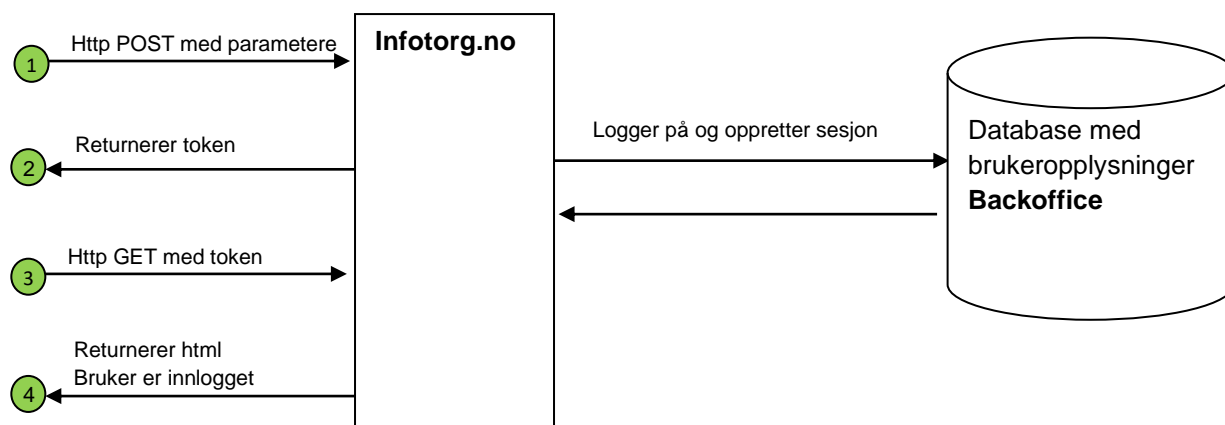 Infotorg.no
1
Http POST med parametere
2
Returnerer token
3
Http GET med token
4
Returnerer html
Bruker er innlogget
Logger på og oppretter sesjon
Database med
brukeropplysninger
Backoffice